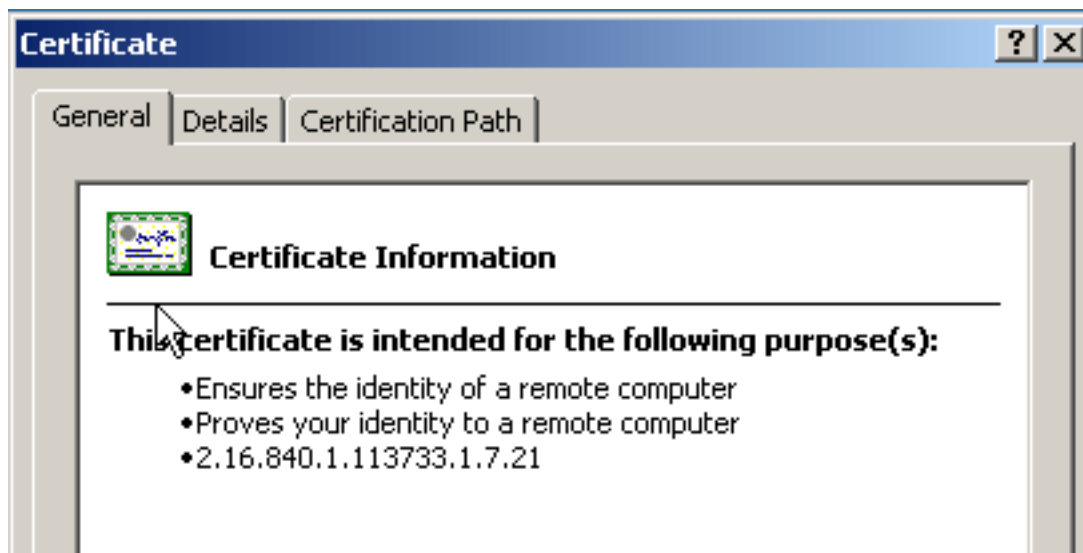 Certificate
General Details Certification Path
Certificate Information
This certificate is intended for the following purpose(s):
•Ensures the identity of a remote computer
•Proves your identity to a remote computer
•2.16.840.1.113733.1.7.21